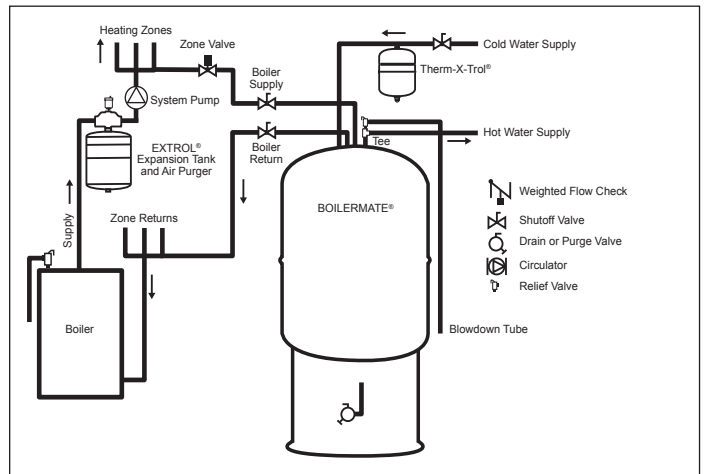 Heating Zones
Zone Valve
Cold Water Supply
Therm-X-Trol®
Boiler
Supply
System Pump
Hot Water Supply
Tee
EXTROL®
Expansion Tank
and Air Purger
Boiler
Return
Supply
Zone Returns
BOILERMATE®
Weighted Flow Check
Shutoff Valve
Drain or Purge Valve
Circulator
Relief Valve
Boiler
Blowdown Tube